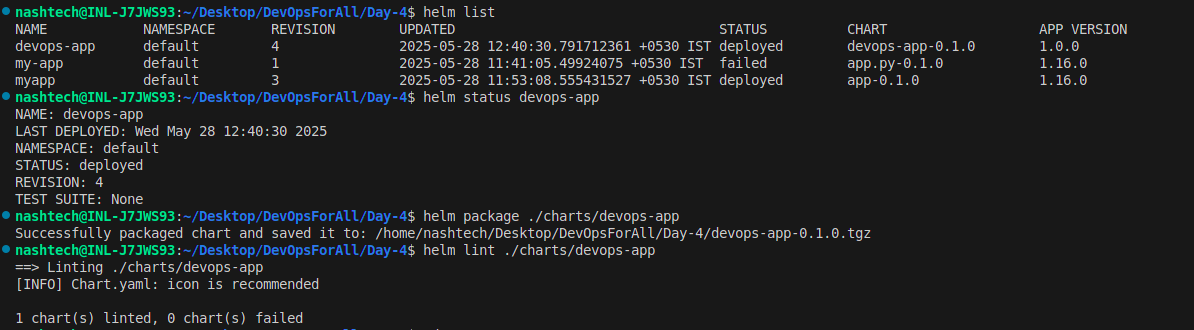 nashtech@INL-J7JWS93:~/Desktop/DevOpsForAll/Day-4$ helm list
NAME NAMESPACE REVISION UPDATED STATUS CHART APP VERSION
devops-app default 4 2025-05-28 12:40:30.791712361 +0530 IST deployed devops-app-0.1.0 1.0.0
my-app default 1 2025-05-28 11:41:05.49924075 +0530 IST failed app.py-0.1.0 1.16.0
myapp default 3 2025-05-28 11:53:08.555431527 +0530 IST deployed app-0.1.0 1.16.0
nashtech@INL-J7JWS93:~/Desktop/DevOpsForAll/Day-4$ helm status devops-app
NAME: devops-app
LAST DEPLOYED: Wed May 28 12:40:30 2025
NAMESPACE: default
STATUS: deployed
REVISION: 4
TEST SUITE: None
nashtech@INL-J7JWS93:~/Desktop/DevOpsForAll/Day-4$ helm package ./charts/devops-app
Successfully packaged chart and saved it to: /home/nashtech/Desktop/DevOpsForAll/Day-4/devops-app-0.1.0.tgz
nashtech@INL-J7JWS93:~/Desktop/DevOpsForAll/Day-4$ helm lint ./charts/devops-app
==> Linting ./charts/devops-app
[INFO] Chart.yaml: icon is recommended
1 chart(s) linted, 0 chart(s) failed